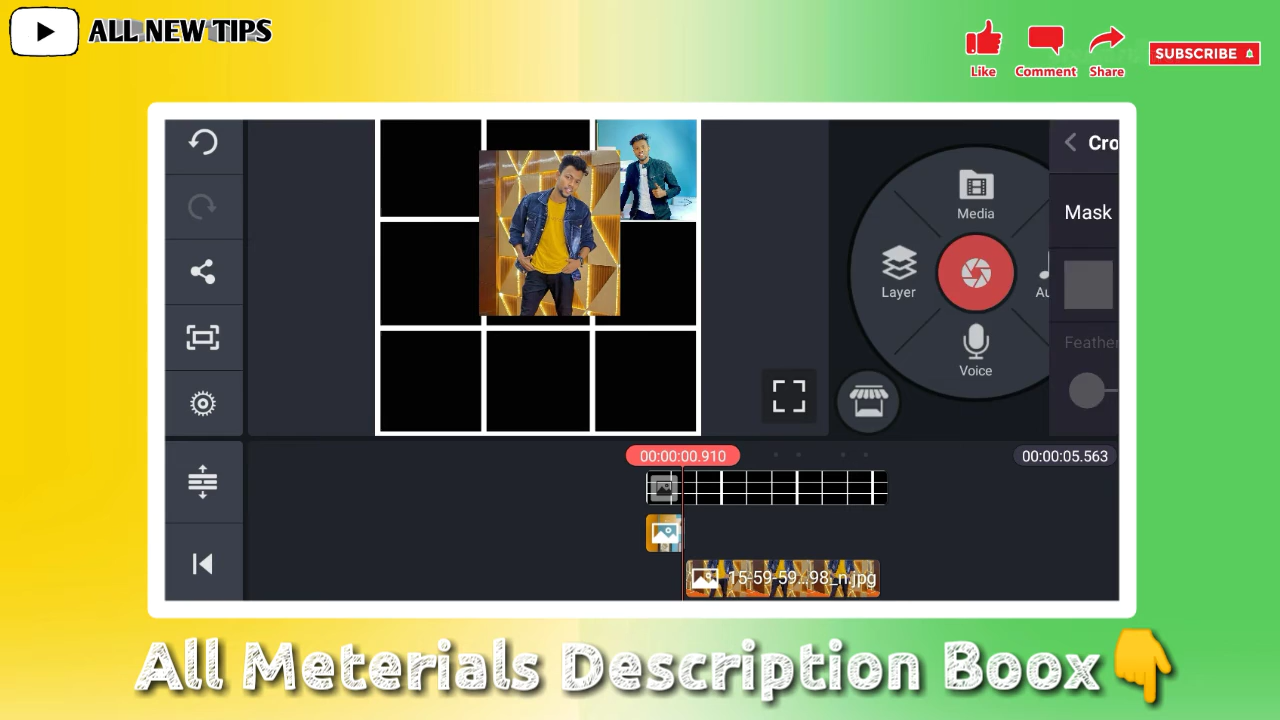 ALL NEW TIPS
Like
Comment
Share
SUBSCRIBE
Cro
Media
Mask
Layer
Au
Voice
Feather
00:00:00.910
00:00:05.563
15-59-59...98_n.jpg
All Meterials Description Boox